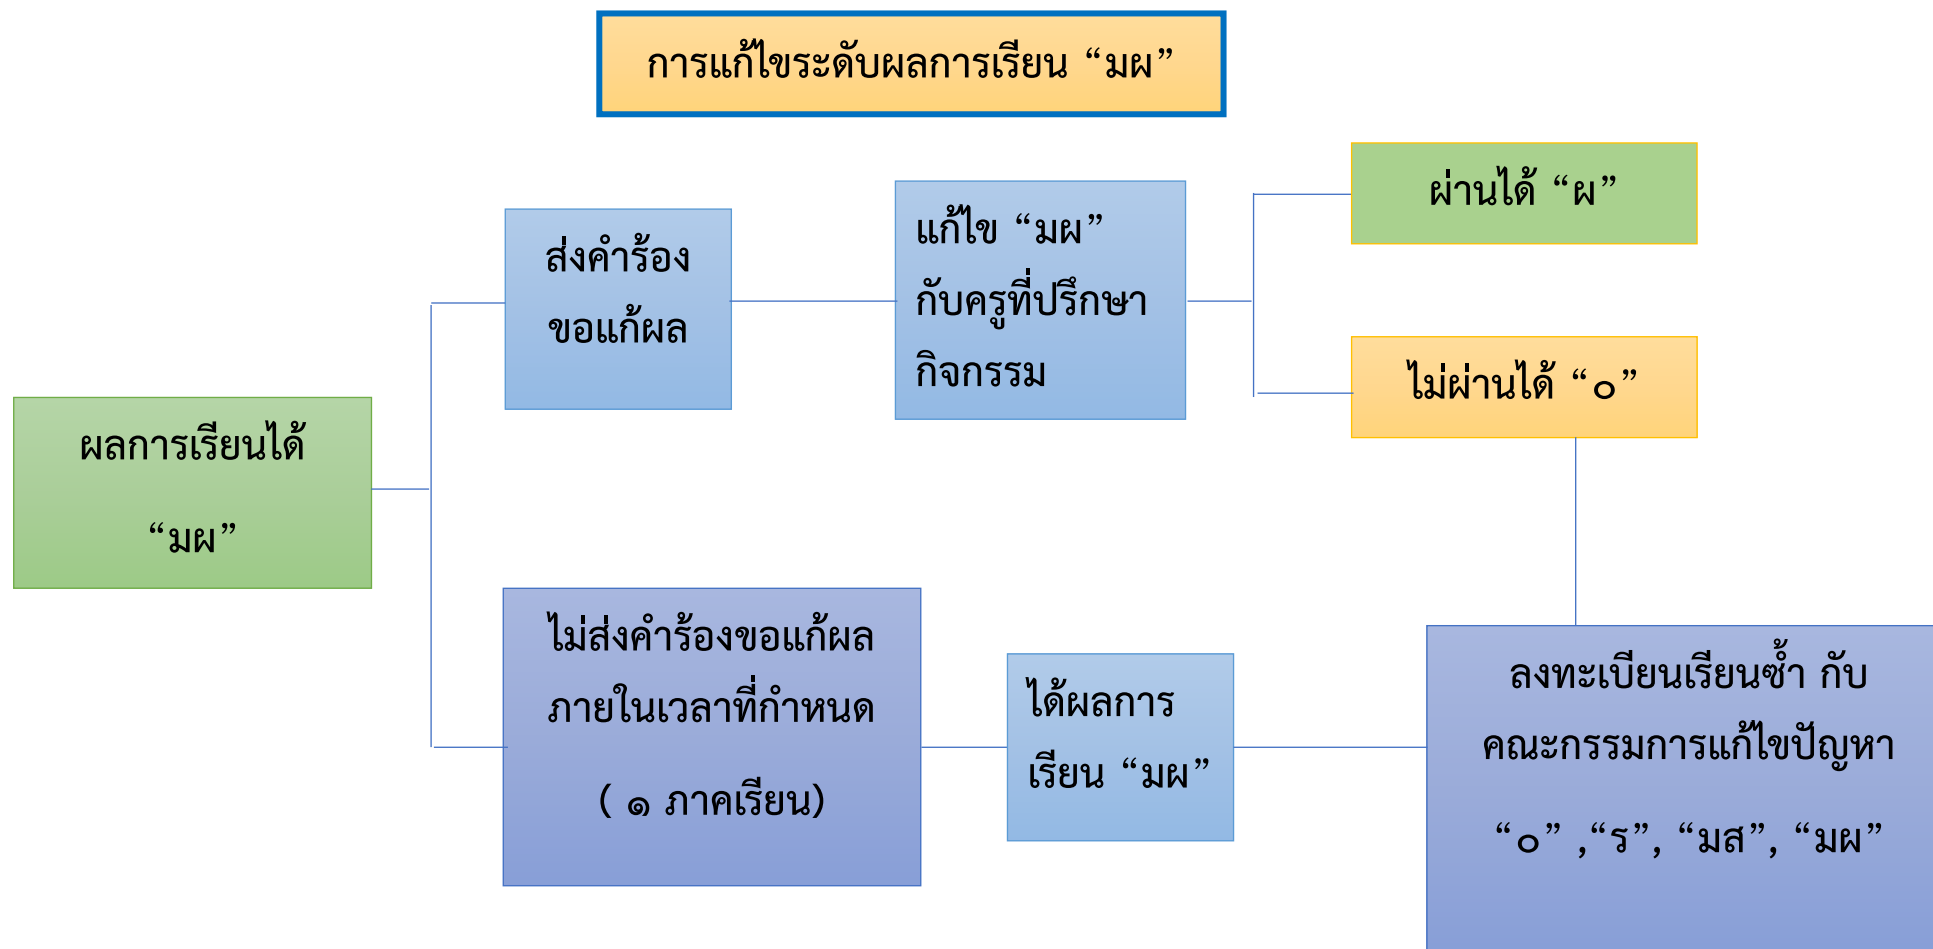 การแก้ไขระดับผลการเรียน “มผ”
ผลการเรียนได้
“มผ”
ส่งคำร้อง
ขอแก้ผล
แก้ไข “มผ”
กับครูที่ปรึกษา
กิจกรรม
ผ่านได้ “ผ”
ไม่ผ่านได้ “๐”
ไม่ส่งคำร้องขอแก้ผล
ภายในเวลาที่กำหนด
( ๑ ภาคเรียน)
ได้ผลการ
เรียน “มผ”
ลงทะเบียนเรียนซ้ำ กับ
คณะกรรมการแก้ไขปัญหา
“๐” ,“ร”, “มส”, “มผ”